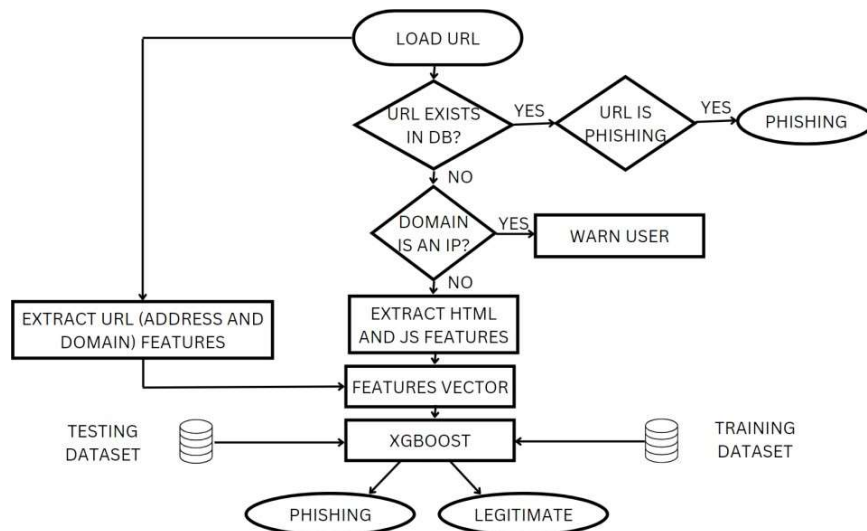 LOAD URL
URL EXISTS
IN DB?
YES
URL IS
PHISHING
YES
PHISHING
NO
DOMAIN
IS AN IP?
YES
WARN USER
NO
EXTRACT URL (ADDRESS AND
DOMAIN) FEATURES
EXTRACT HTML
AND JS FEATURES
FEATURES VECTOR
TESTING
DATASET
XGBOOST
TRAINING
DATASET
PHISHING
LEGITIMATE